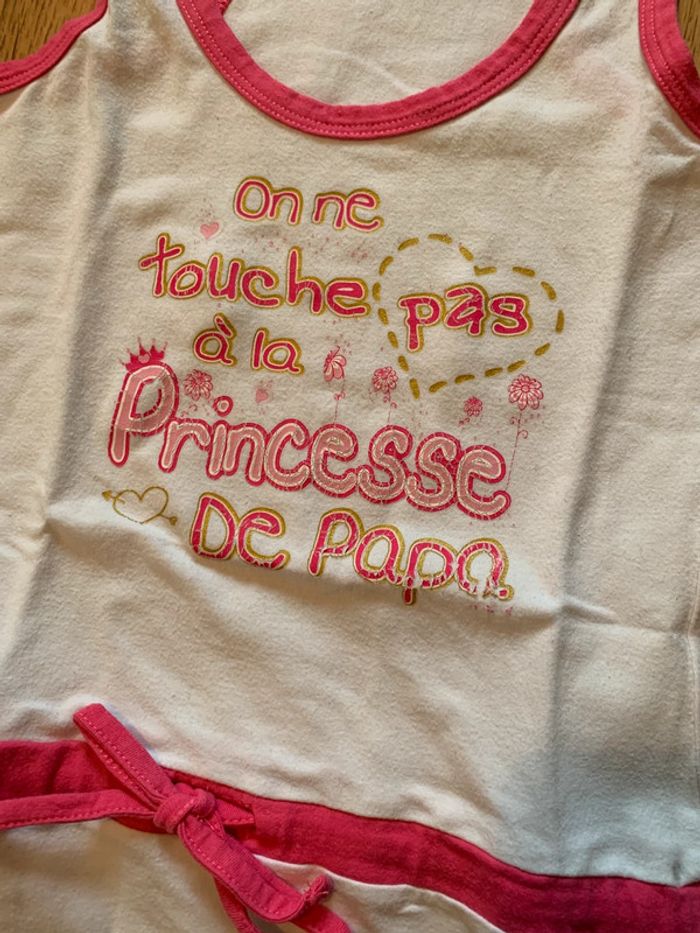 On ne
touche pas
à la
Princesse
De papa.